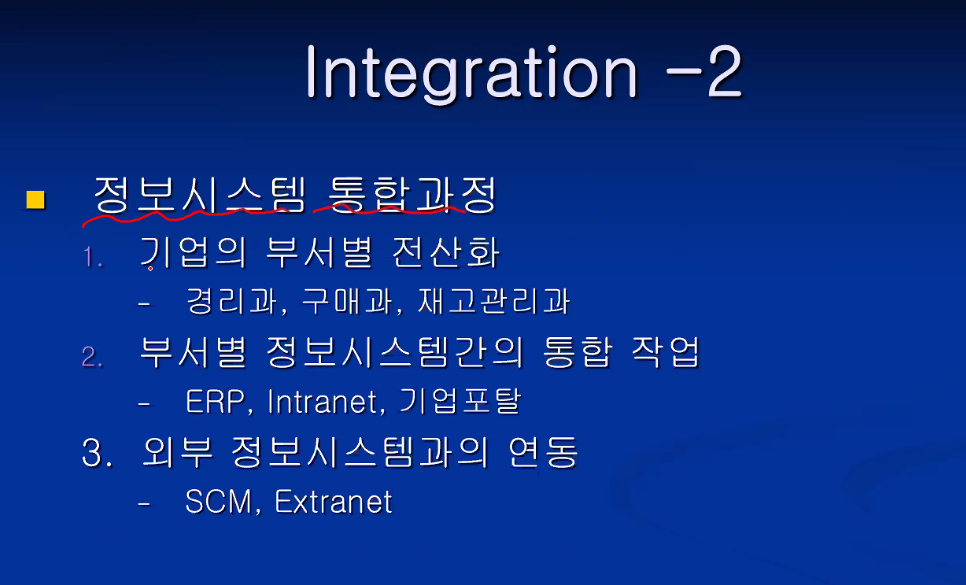 Integration -2
정보시스템 통합과정
1. 기업의 부서별 전산화
- 경리과, 구매과, 재고관리과
2. 부서별 정보시스템간의 통합 작업
- ERP, Intranet, 기업포탈
3. 외부 정보시스템과의 연동
- SCM, Extranet